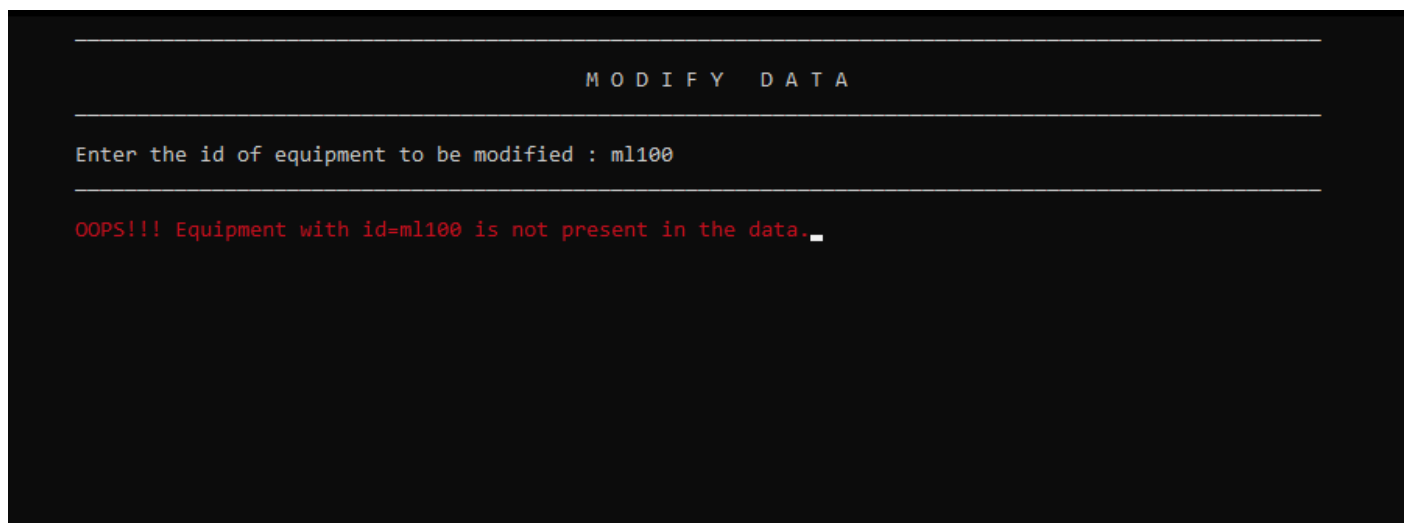 M O D I F Y   D A T A
Enter the id of equipment to be modified : ml100
OOPS!!! Equipment with id=ml100 is not present in the data.